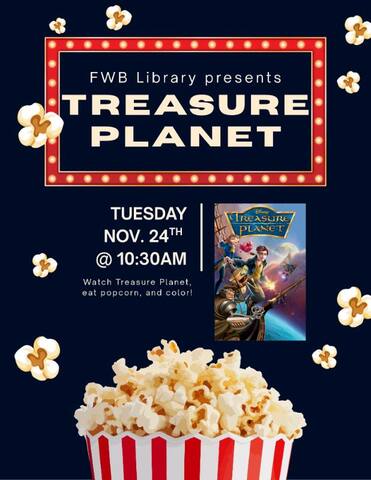 FWB Library presents
TREASURE
PLANET
TUESDAY
NOV. 24TH
@ 10:30AM
Watch Treasure Planet,
eat popcorn, and color!
Disney
TREASURE
PLANET